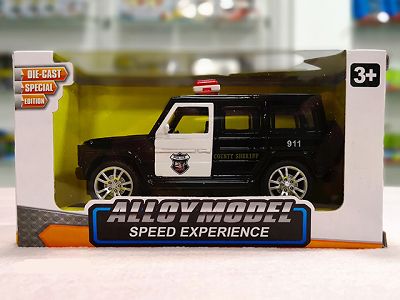 DIE-CAST
SPECIAL
EDITION
3+
COUNTY SHERIFF
911
ALLOY MODEL
SPEED EXPERIENCE